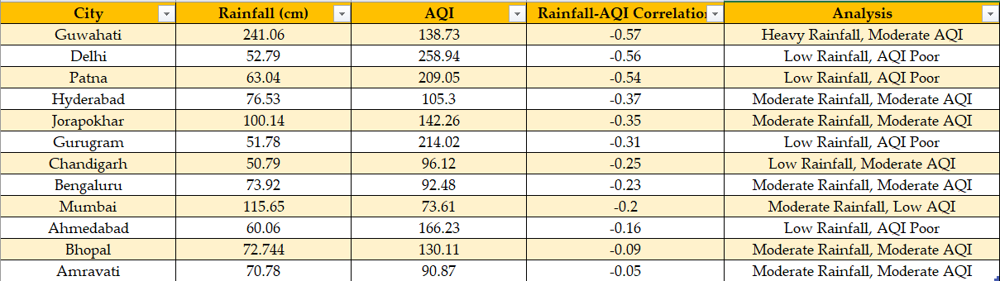 City Rainfall (cm) AQI Rainfall-AQI Correlation Analysis
Guwahati 241.06 138.73 -0.57 Heavy Rainfall, Moderate AQI
Delhi 52.79 258.94 -0.56 Low Rainfall, AQI Poor
Patna 63.04 209.05 -0.54 Low Rainfall, AQI Poor
Hyderabad 76.53 105.3 -0.37 Moderate Rainfall, Moderate AQI
Jorapokhar 100.14 142.26 -0.35 Moderate Rainfall, Moderate AQI
Gurugram 51.78 214.02 -0.31 Low Rainfall, AQI Poor
Chandigarh 50.79 96.12 -0.25 Low Rainfall, Moderate AQI
Bengaluru 73.92 92.48 -0.23 Moderate Rainfall, Moderate AQI
Mumbai 115.65 73.61 -0.2 Moderate Rainfall, Low AQI
Ahmedabad 60.06 166.23 -0.16 Low Rainfall, AQI Poor
Bhopal 72.744 130.11 -0.09 Moderate Rainfall, Moderate AQI
Amravati 70.78 90.87 -0.05 Moderate Rainfall, Moderate AQI